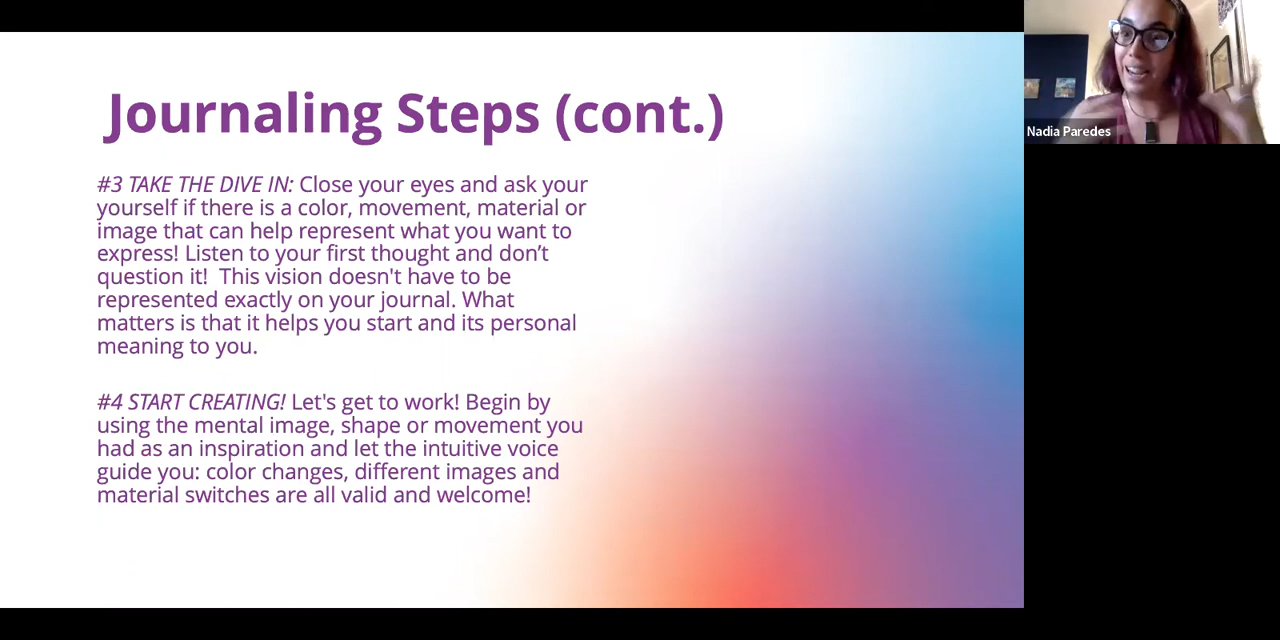 Journaling Steps (cont.)
#3 TAKE THE DIVE IN: Close your eyes and ask your
yourself if there is a color, movement, material or
image that can help represent what you want to
express! Listen to your first thought and don’t
question it!  This vision doesn't have to be
represented exactly on your journal. What
matters is that it helps you start and its personal
meaning to you.
#4 START CREATING! Let's get to work! Begin by
using the mental image, shape or movement you
had as an inspiration and let the intuitive voice
guide you: color changes, different images and
material switches are all valid and welcome!
Nadia Paredes